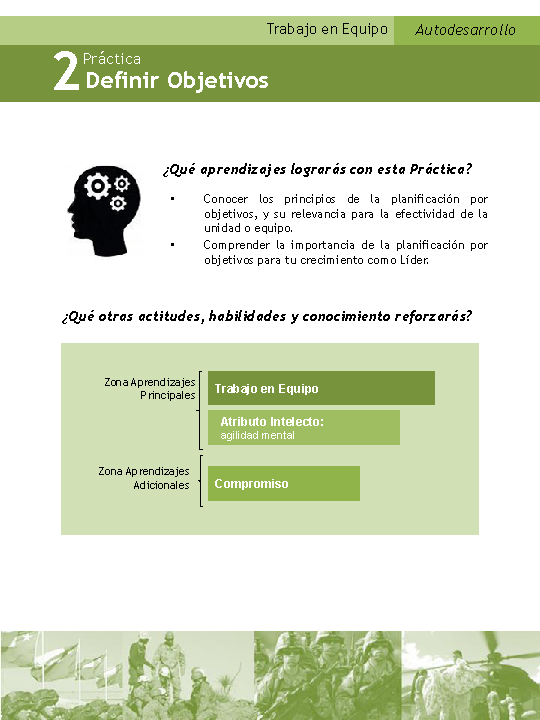 Trabajo en Equipo
Autodesarrollo
2
Práctica
Definir Objetivos
¿Qué aprendizajes lograrás con esta Práctica?
• Conocer los principios de la planificación por
objetivos, y su relevancia para la efectividad de la
unidad o equipo.
• Comprender la importancia de la planificación por
objetivos para tu crecimiento como Líder.
¿Qué otras actitudes, habilidades y conocimiento reforzarás?
Zona Aprendizajes
Principales
Trabajo en Equipo
Atributo Intelecto:
agilidad mental
Zona Aprendizajes
Adicionales
Compromiso